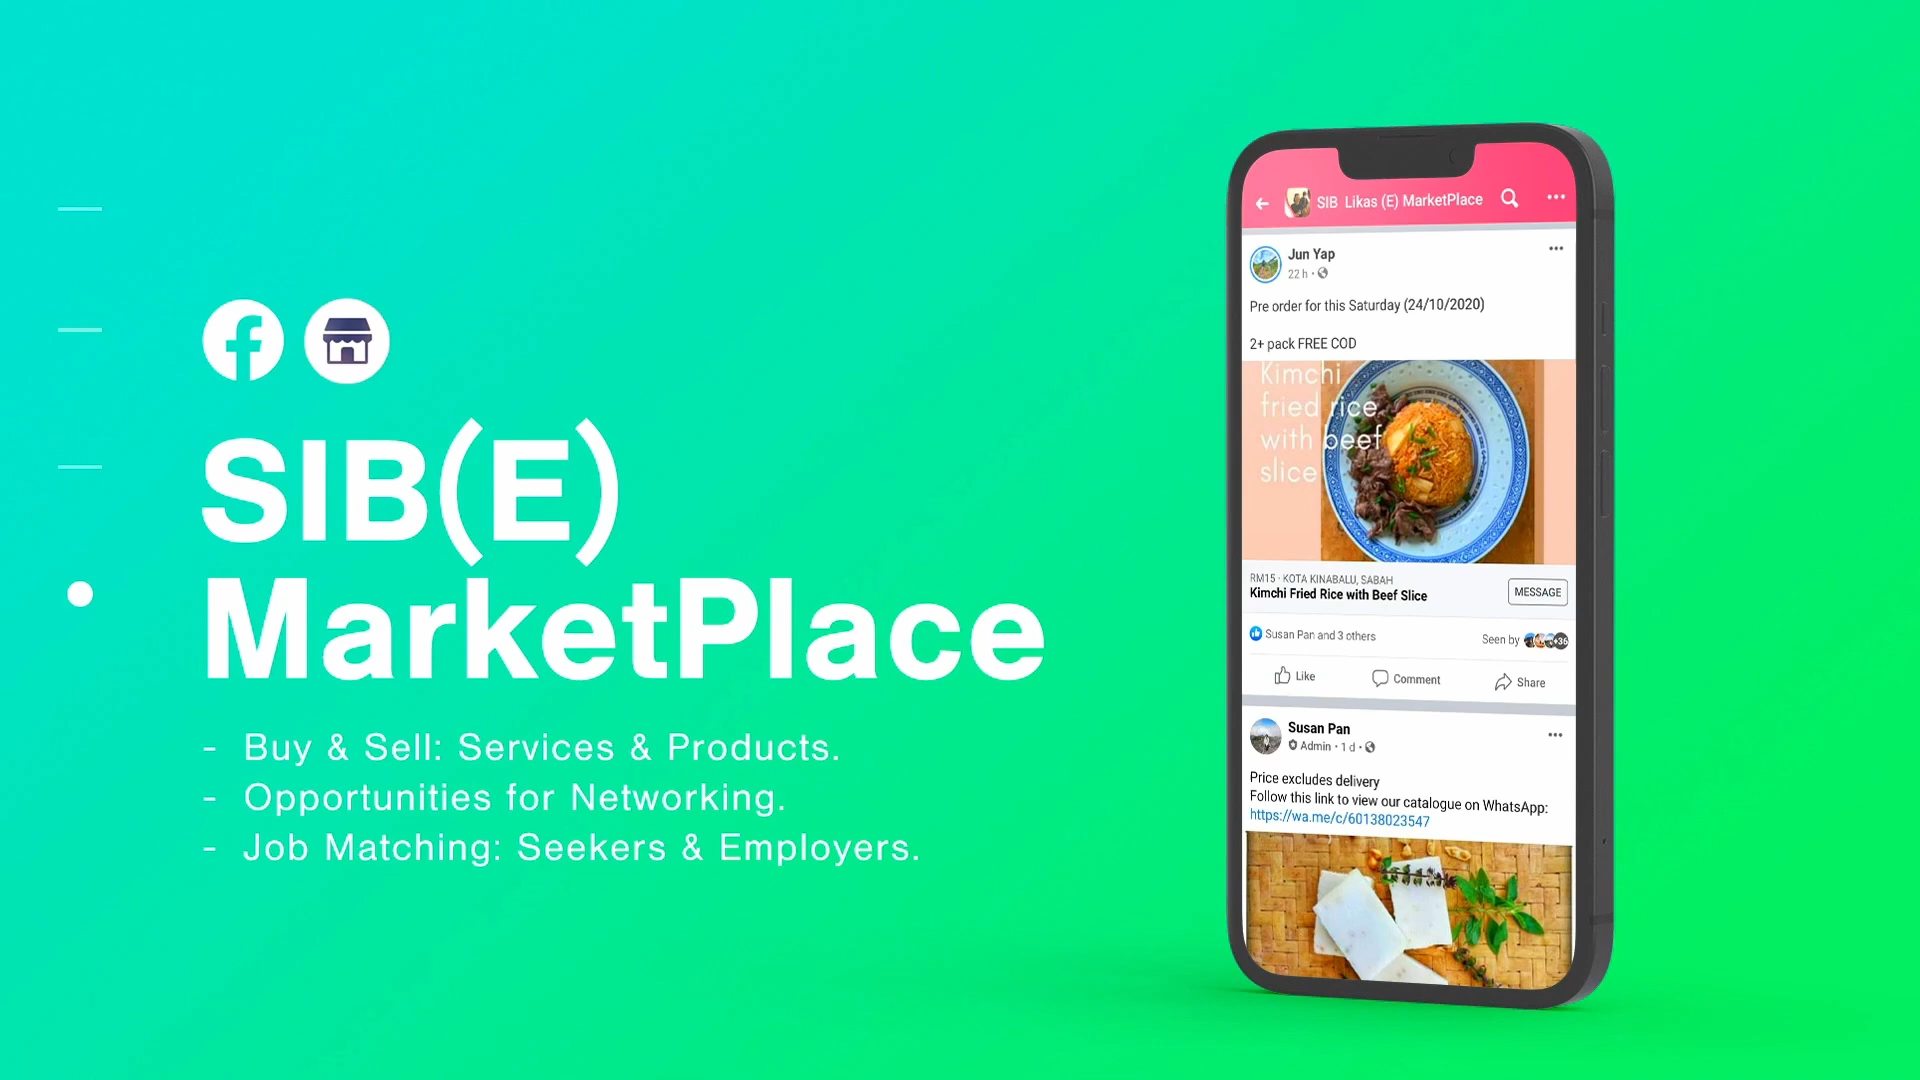 SIB(E)
MarketPlace
- Buy & Sell: Services & Products.
- Opportunities for Networking.
- Job Matching: Seekers & Employers.
SIB Likas (E) MarketPlace
Jun Yap
22 h ·
Pre order for this Saturday (24/10/2020)
2+ pack FREE COD
Kimchi
fried rice
with beef
slice
RM15 · KOTA KINABALU, SABAH
Kimchi Fried Rice with Beef Slice
MESSAGE
Susan Pan and 3 others
Seen by
+36
Like
Comment
Share
Susan Pan
Admin · 1 d ·
Price excludes delivery
Follow this link to view our catalogue on WhatsApp:
https://wa.me/c/60138023547